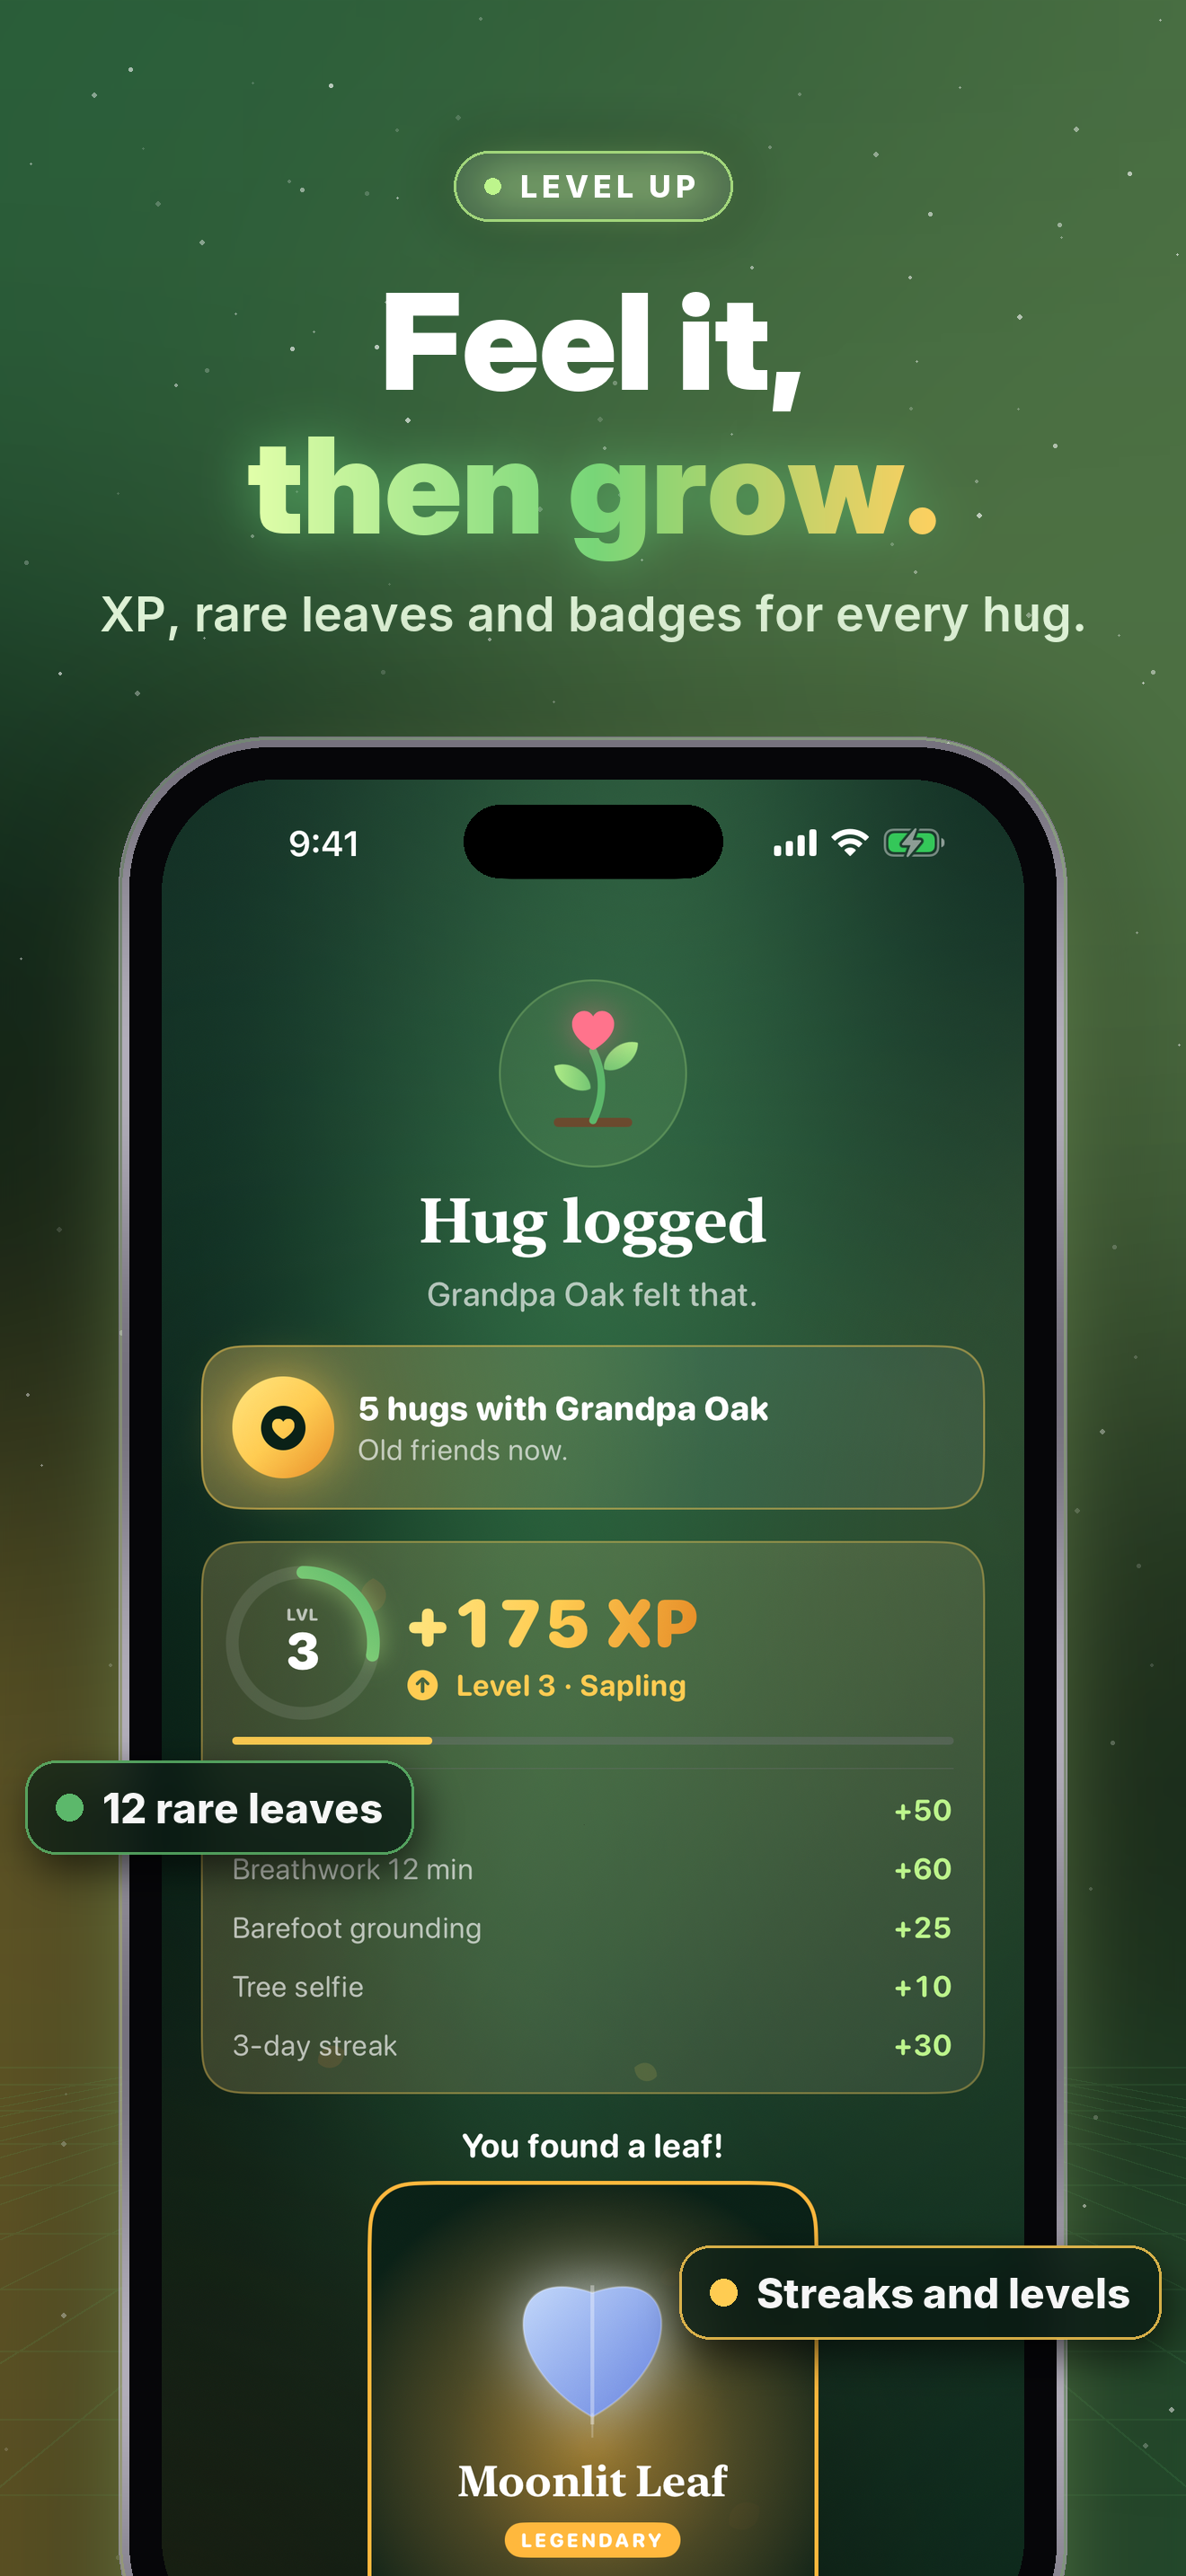 LEVEL UP
Feel it,
then grow.
XP, rare leaves and badges for every hug.
9:41
Hug logged
Grandpa Oak felt that.
5 hugs with Grandpa Oak
Old friends now.
LVL
3
+175 XP
Level 3 · Sapling
12 rare leaves
+50
Breathwork 12 min
+60
Barefoot grounding
+25
Tree selfie
+10
3-day streak
+30
You found a leaf!
Streaks and levels
Moonlit Leaf
LEGENDARY